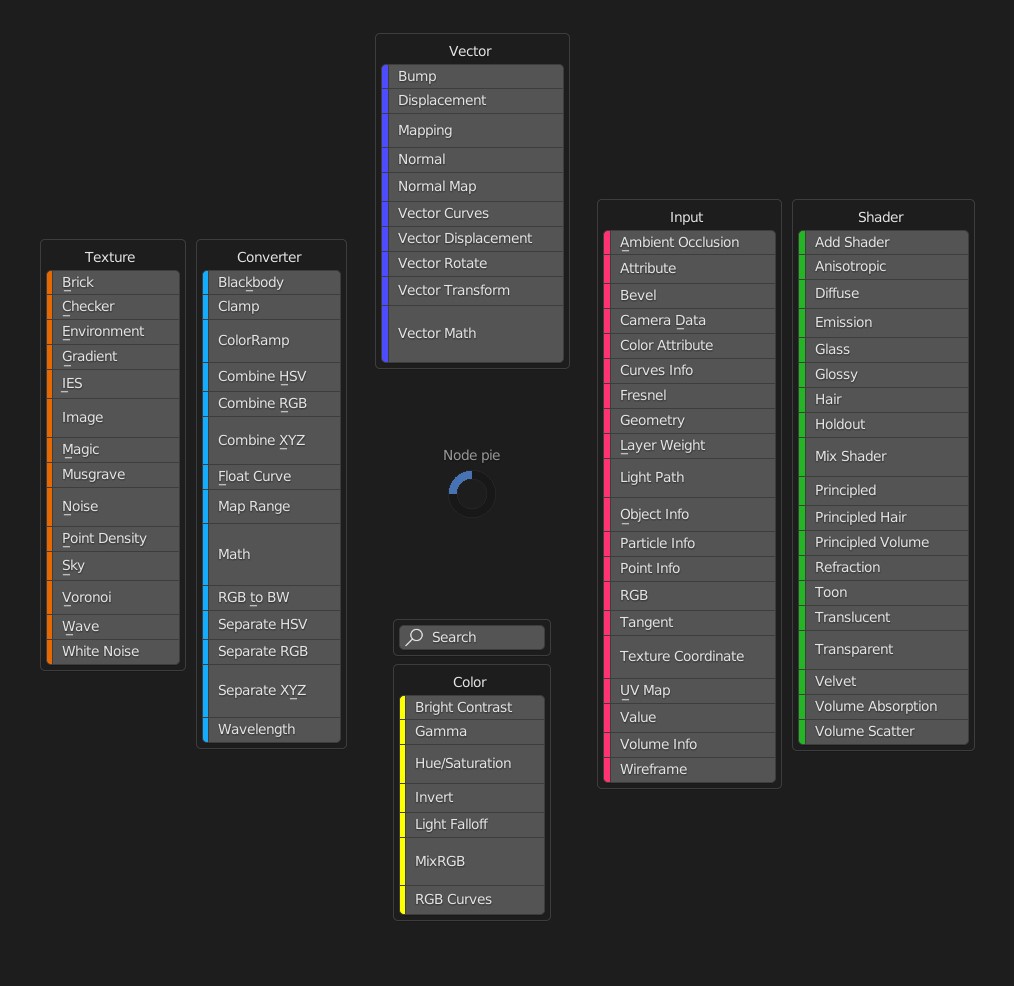 Vector
Bump
Displacement
Mapping
Normal
Normal Map
Vector Curves
Vector Displacement
Vector Rotate
Vector Transform
Vector Math
Texture
Brick
Checker
Environment
Gradient
IES
Image
Magic
Musgrave
Noise
Point Density
Sky
Voronoi
Wave
White Noise
Converter
Blackbody
Clamp
ColorRamp
Combine HSV
Combine RGB
Combine XYZ
Float Curve
Map Range
Math
RGB to BW
Separate HSV
Separate RGB
Separate XYZ
Wavelength
Node pie
Search
Color
Bright Contrast
Gamma
Hue/Saturation
Invert
Light Falloff
MixRGB
RGB Curves
Input
Ambient Occlusion
Attribute
Bevel
Camera Data
Color Attribute
Curves Info
Fresnel
Geometry
Layer Weight
Light Path
Object Info
Particle Info
Point Info
RGB
Tangent
Texture Coordinate
UV Map
Value
Volume Info
Wireframe
Shader
Add Shader
Anisotropic
Diffuse
Emission
Glass
Glossy
Hair
Holdout
Mix Shader
Principled
Principled Hair
Principled Volume
Refraction
Toon
Translucent
Transparent
Velvet
Volume Absorption
Volume Scatter